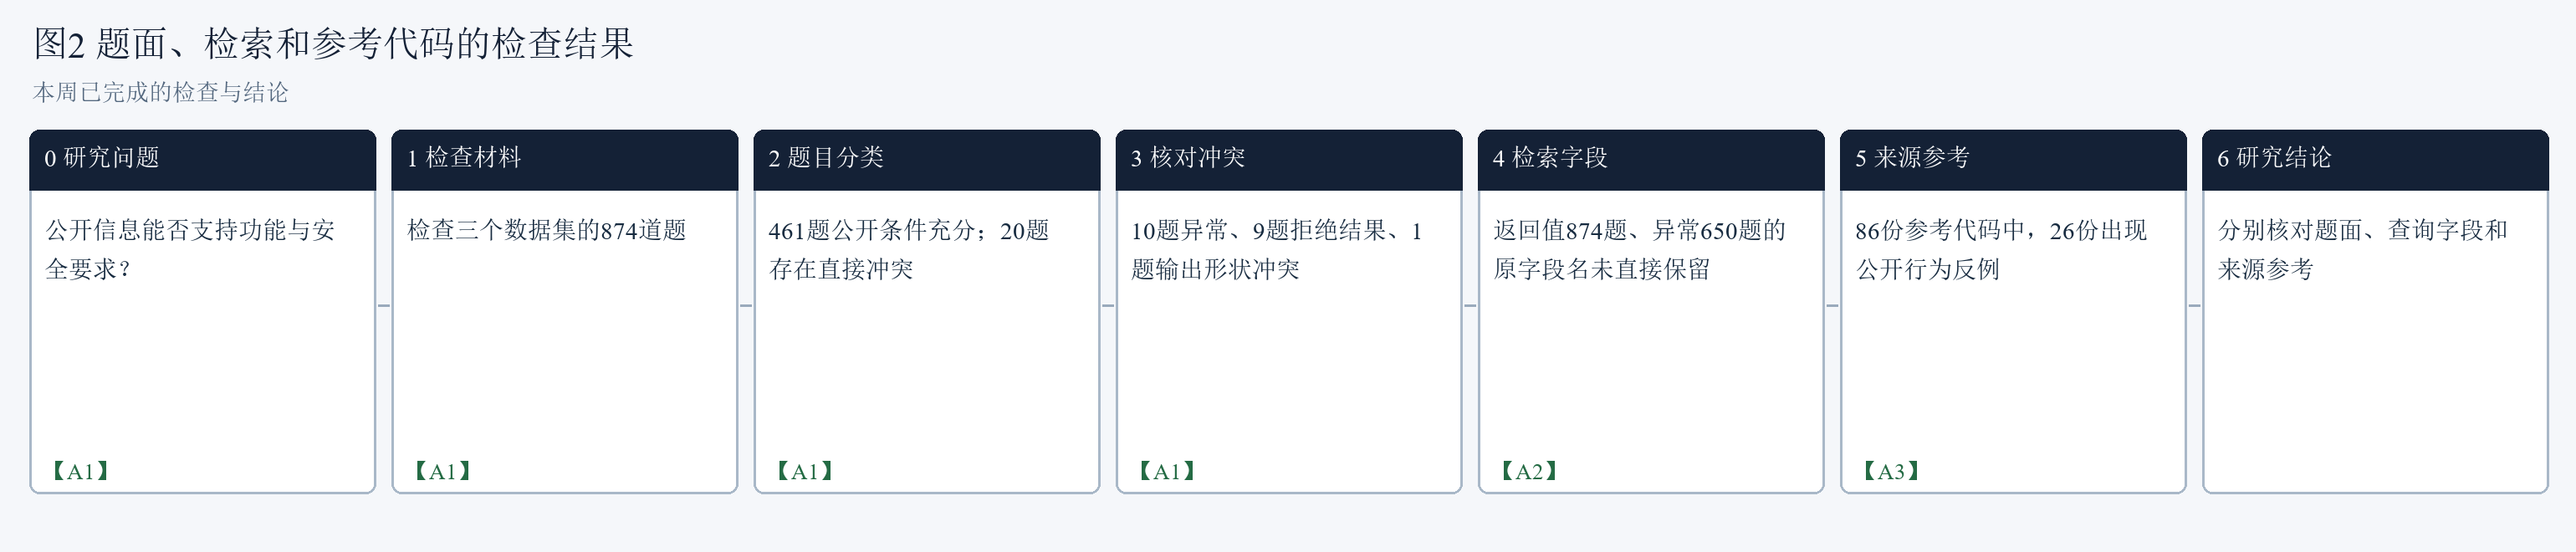 图2 题面、检索和参考代码的检查结果
本周已完成的检查与结论
0 研究问题
公开信息能否支持功能与安
全要求？
【A1】
1 检查材料
检查三个数据集的874道题
【A1】
2 题目分类
461题公开条件充分；20题
存在直接冲突
【A1】
3 核对冲突
10题异常、9题拒绝结果、1
题输出形状冲突
【A1】
4 检索字段
返回值874题、异常650题的
原字段名未直接保留
【A2】
5 来源参考
86份参考代码中，26份出现
公开行为反例
【A3】
6 研究结论
分别核对题面、查询字段和
来源参考